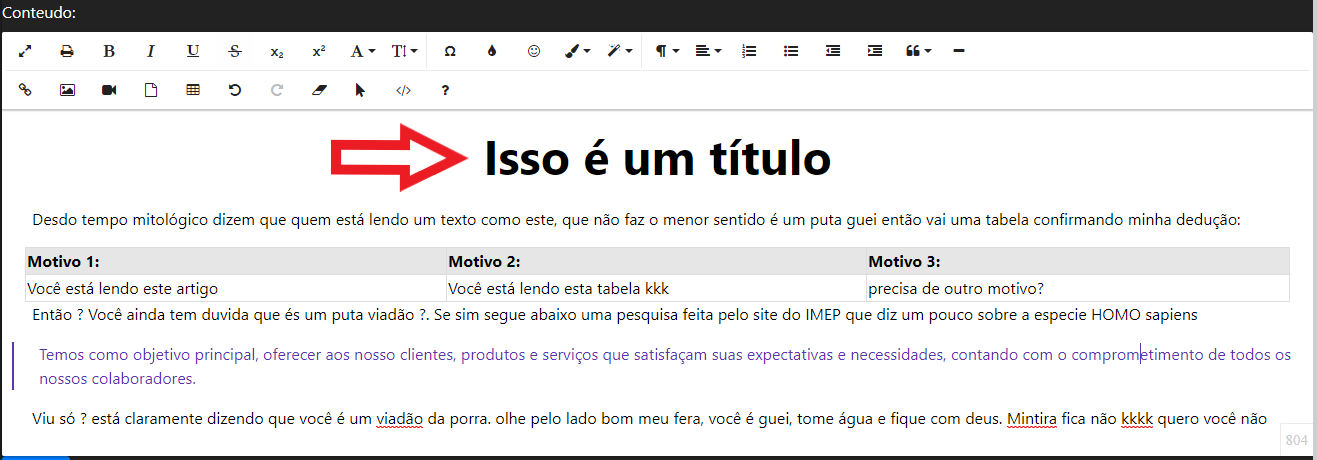 Conteudo:
B I U S x₂ x² A T Ω ¶ “ </> ?
Isso é um título
Desdo tempo mitológico dizem que quem está lendo um texto como este, que não faz o menor sentido é um puta guei então vai uma tabela confirmando minha dedução:
Motivo 1: Motivo 2: Motivo 3:
Você está lendo este artigo Você está lendo esta tabela kkk precisa de outro motivo?
Então ? Você ainda tem duvida que és um puta viadão ?. Se sim segue abaixo uma pesquisa feita pelo site do IMEP que diz um pouco sobre a especie HOMO sapiens
Temos como objetivo principal, oferecer aos nosso clientes, produtos e serviços que satisfaçam suas expectativas e necessidades, contando com o comprometimento de todos os
nossos colaboradores.
Viu só ? está claramente dizendo que você é um viadão da porra. olhe pelo lado bom meu fera, você é guei, tome água e fique com deus. Mintira fica não kkkk quero você não
804